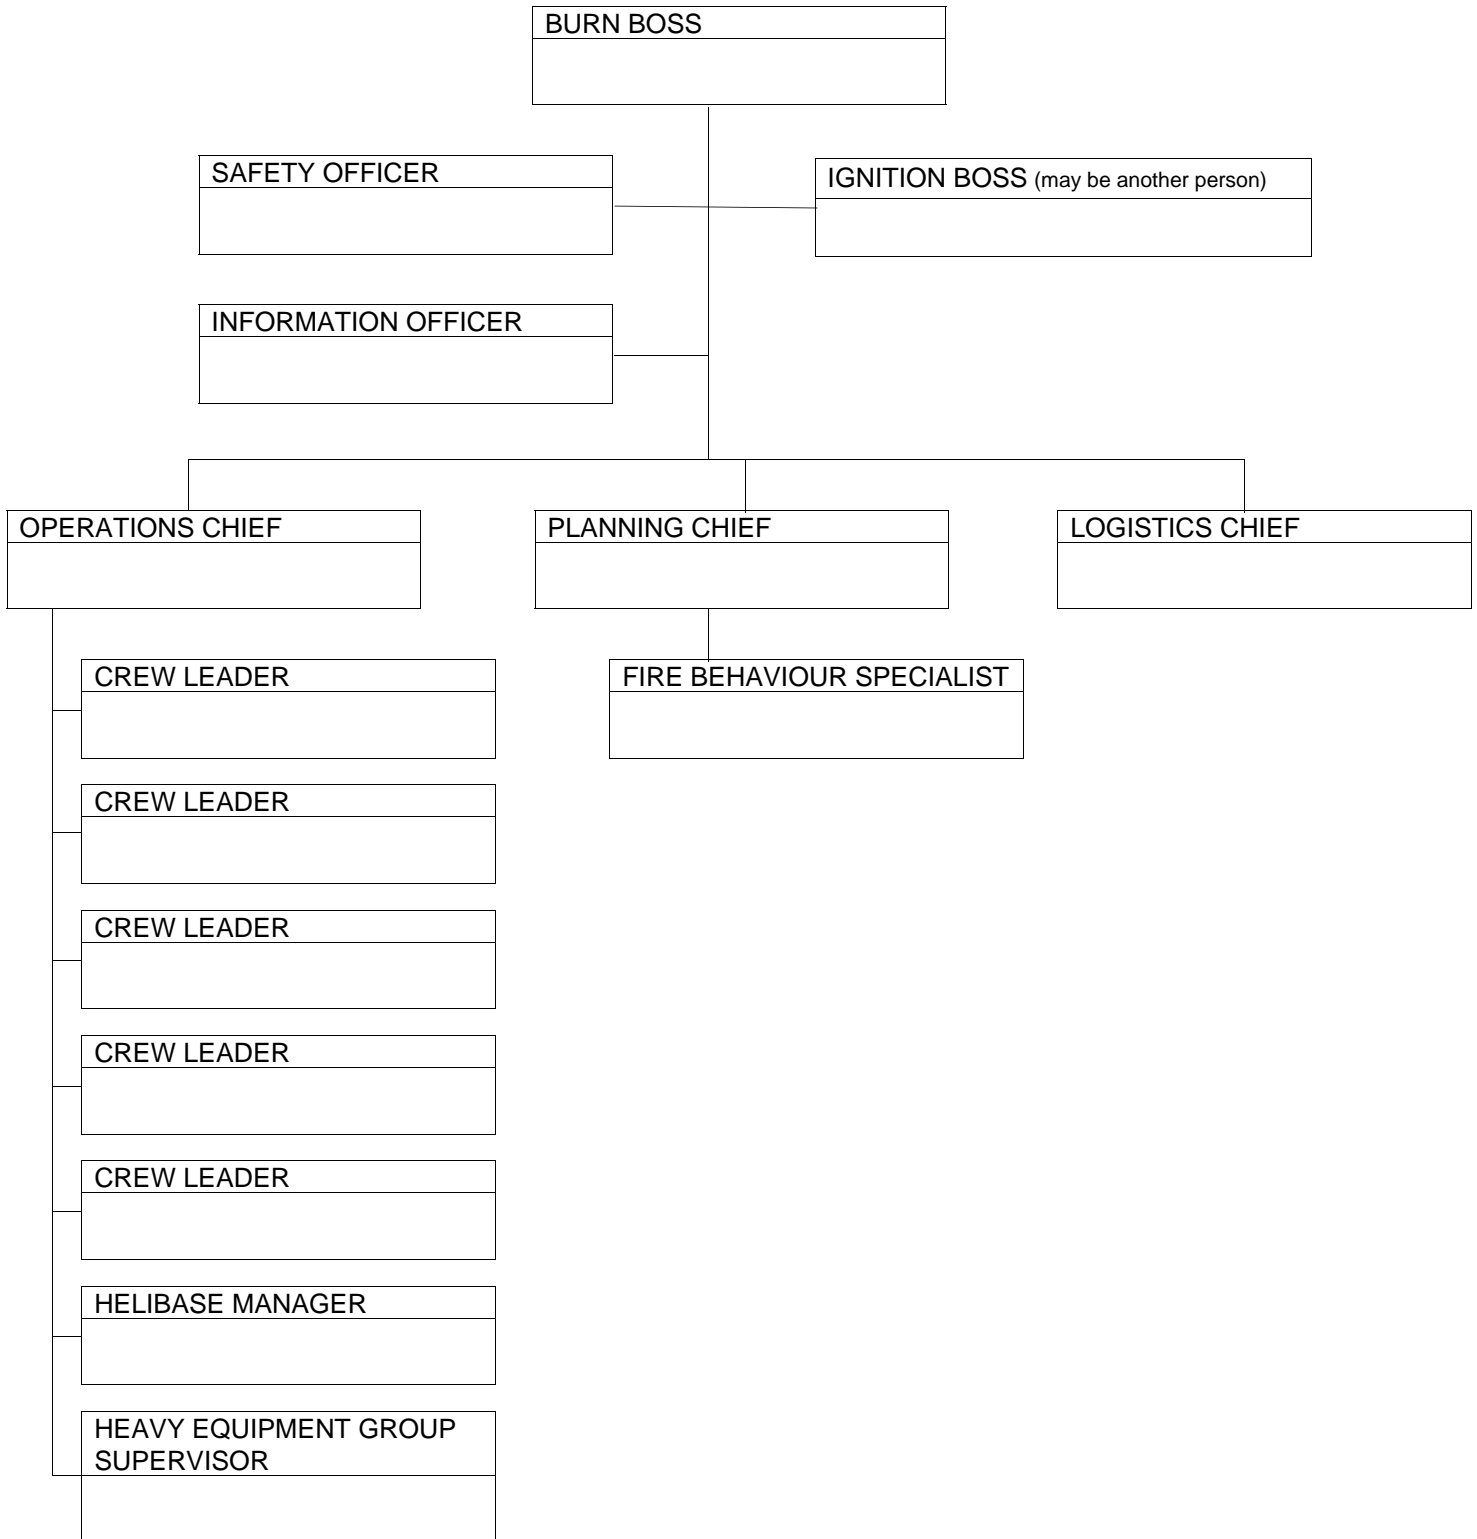 BURN BOSS
SAFETY OFFICER
IGNITION BOSS (may be another person)
INFORMATION OFFICER
OPERATIONS CHIEF
PLANNING CHIEF
LOGISTICS CHIEF
CREW LEADER
FIRE BEHAVIOUR SPECIALIST
CREW LEADER
CREW LEADER
CREW LEADER
CREW LEADER
HELIBASE MANAGER
HEAVY EQUIPMENT GROUP
SUPERVISOR